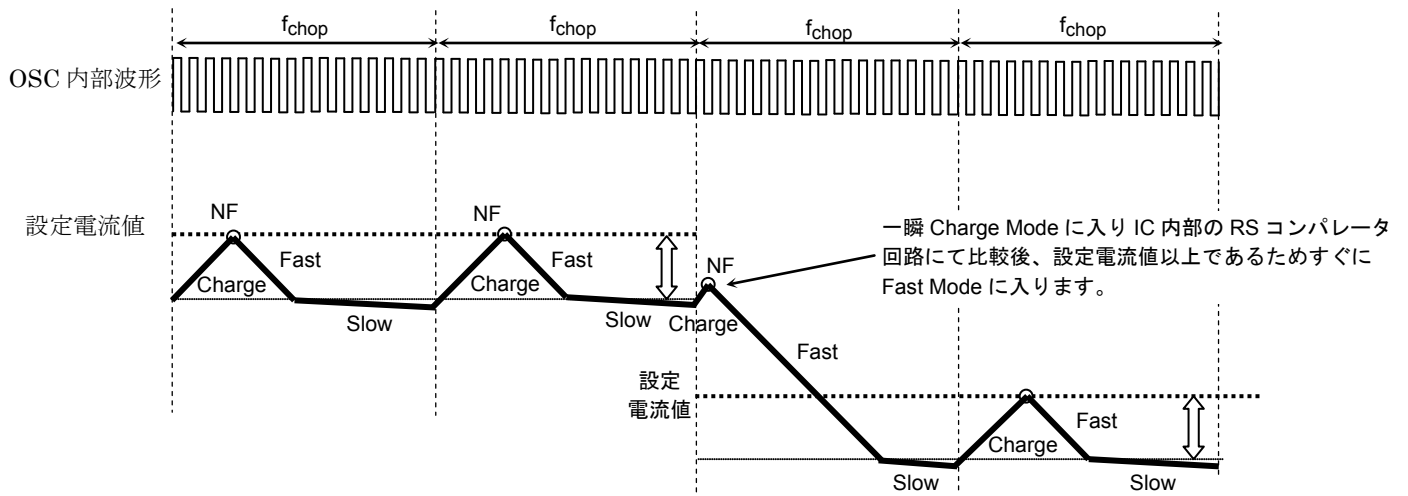 fchop fchop fchop fchop
OSC 内部波形
設定電流値
NF
Charge
Fast
Slow
NF
Charge
Fast
Slow
Charge
NF
一瞬 Charge Mode に入り IC 内部の RS コンパレータ
回路にて比較後、設定電流値以上であるためすぐに
Fast Mode に入ります。
Fast
設定
電流値
Slow
Charge
Fast
Slow